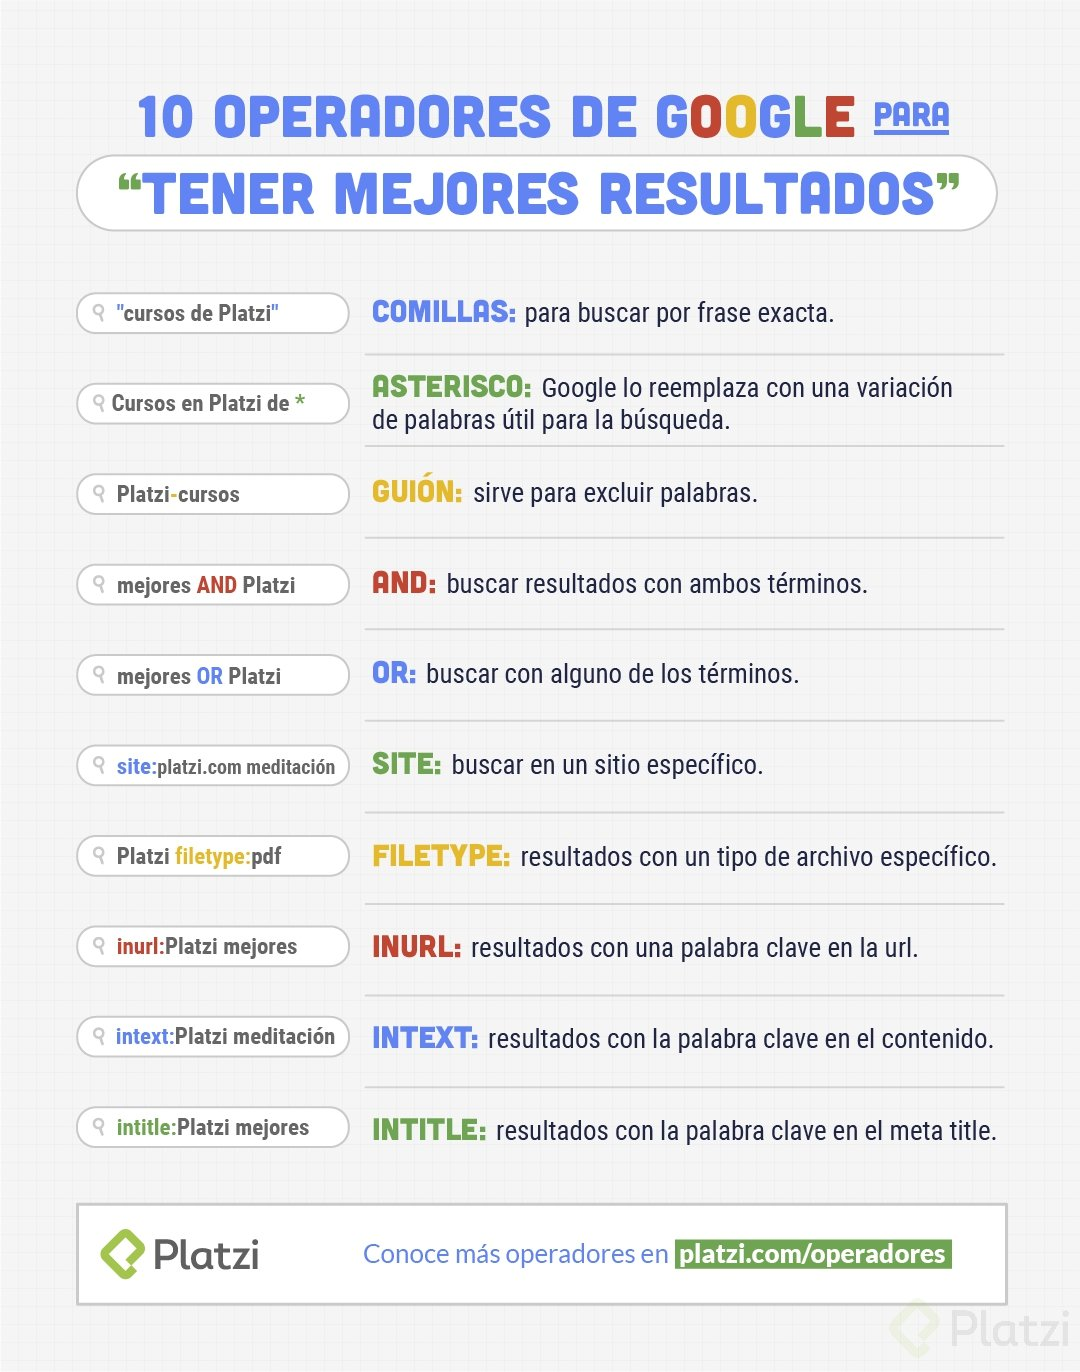 10 OPERADORES DE GOOGLE PARA
“TENER MEJORES RESULTADOS”
"cursos de Platzi"
COMILLAS: para buscar por frase exacta.
Cursos en Platzi de *
ASTERISCO: Google lo reemplaza con una variación
de palabras útil para la búsqueda.
Platzi-cursos
GUIÓN: sirve para excluir palabras.
mejores AND Platzi
AND: buscar resultados con ambos términos.
mejores OR Platzi
OR: buscar con alguno de los términos.
site:platzi.com meditación
SITE: buscar en un sitio específico.
Platzi filetype:pdf
FILETYPE: resultados con un tipo de archivo específico.
inurl:Platzi mejores
INURL: resultados con una palabra clave en la url.
intext:Platzi meditación
INTEXT: resultados con la palabra clave en el contenido.
intitle:Platzi mejores
INTITLE: resultados con la palabra clave en el meta title.
Platzi
Conoce más operadores en platzi.com/operadores
Platzi